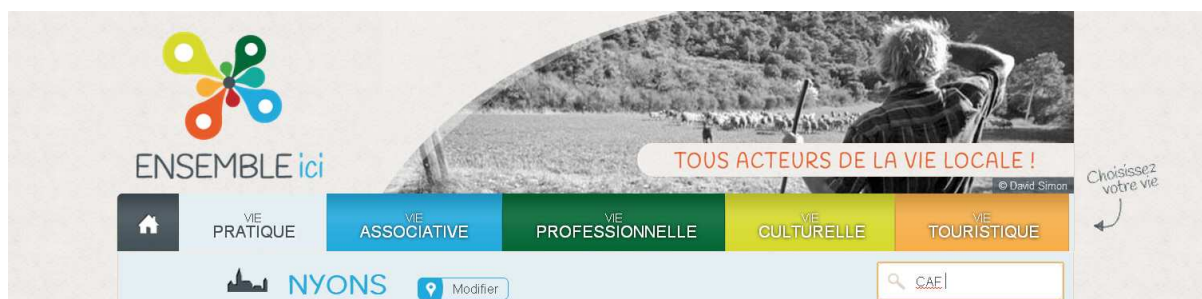 ENSEMBLE ici
TOUS ACTEURS DE LA VIE LOCALE !
© David Simon
Choisissez
votre vie
VIE
PRATIQUE
VIE
ASSOCIATIVE
VIE
PROFESSIONNELLE
VIE
CULTURELLE
VIE
TOURISTIQUE
NYONS
Modifier
CAF